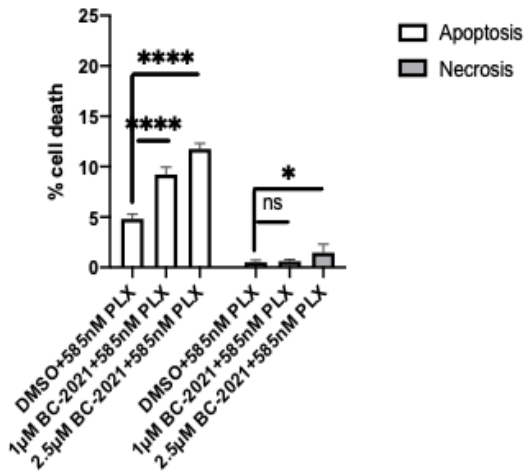 25
20
15
10
5
0
% cell death
****
****
*
ns
Apoptosis
Necrosis
DMSO+585nM PLX
1µM BC-2021+585nM PLX
2.5µM BC-2021+585nM PLX
DMSO+585nM PLX
1µM BC-2021+585nM PLX
2.5µM BC-2021+585nM PLX